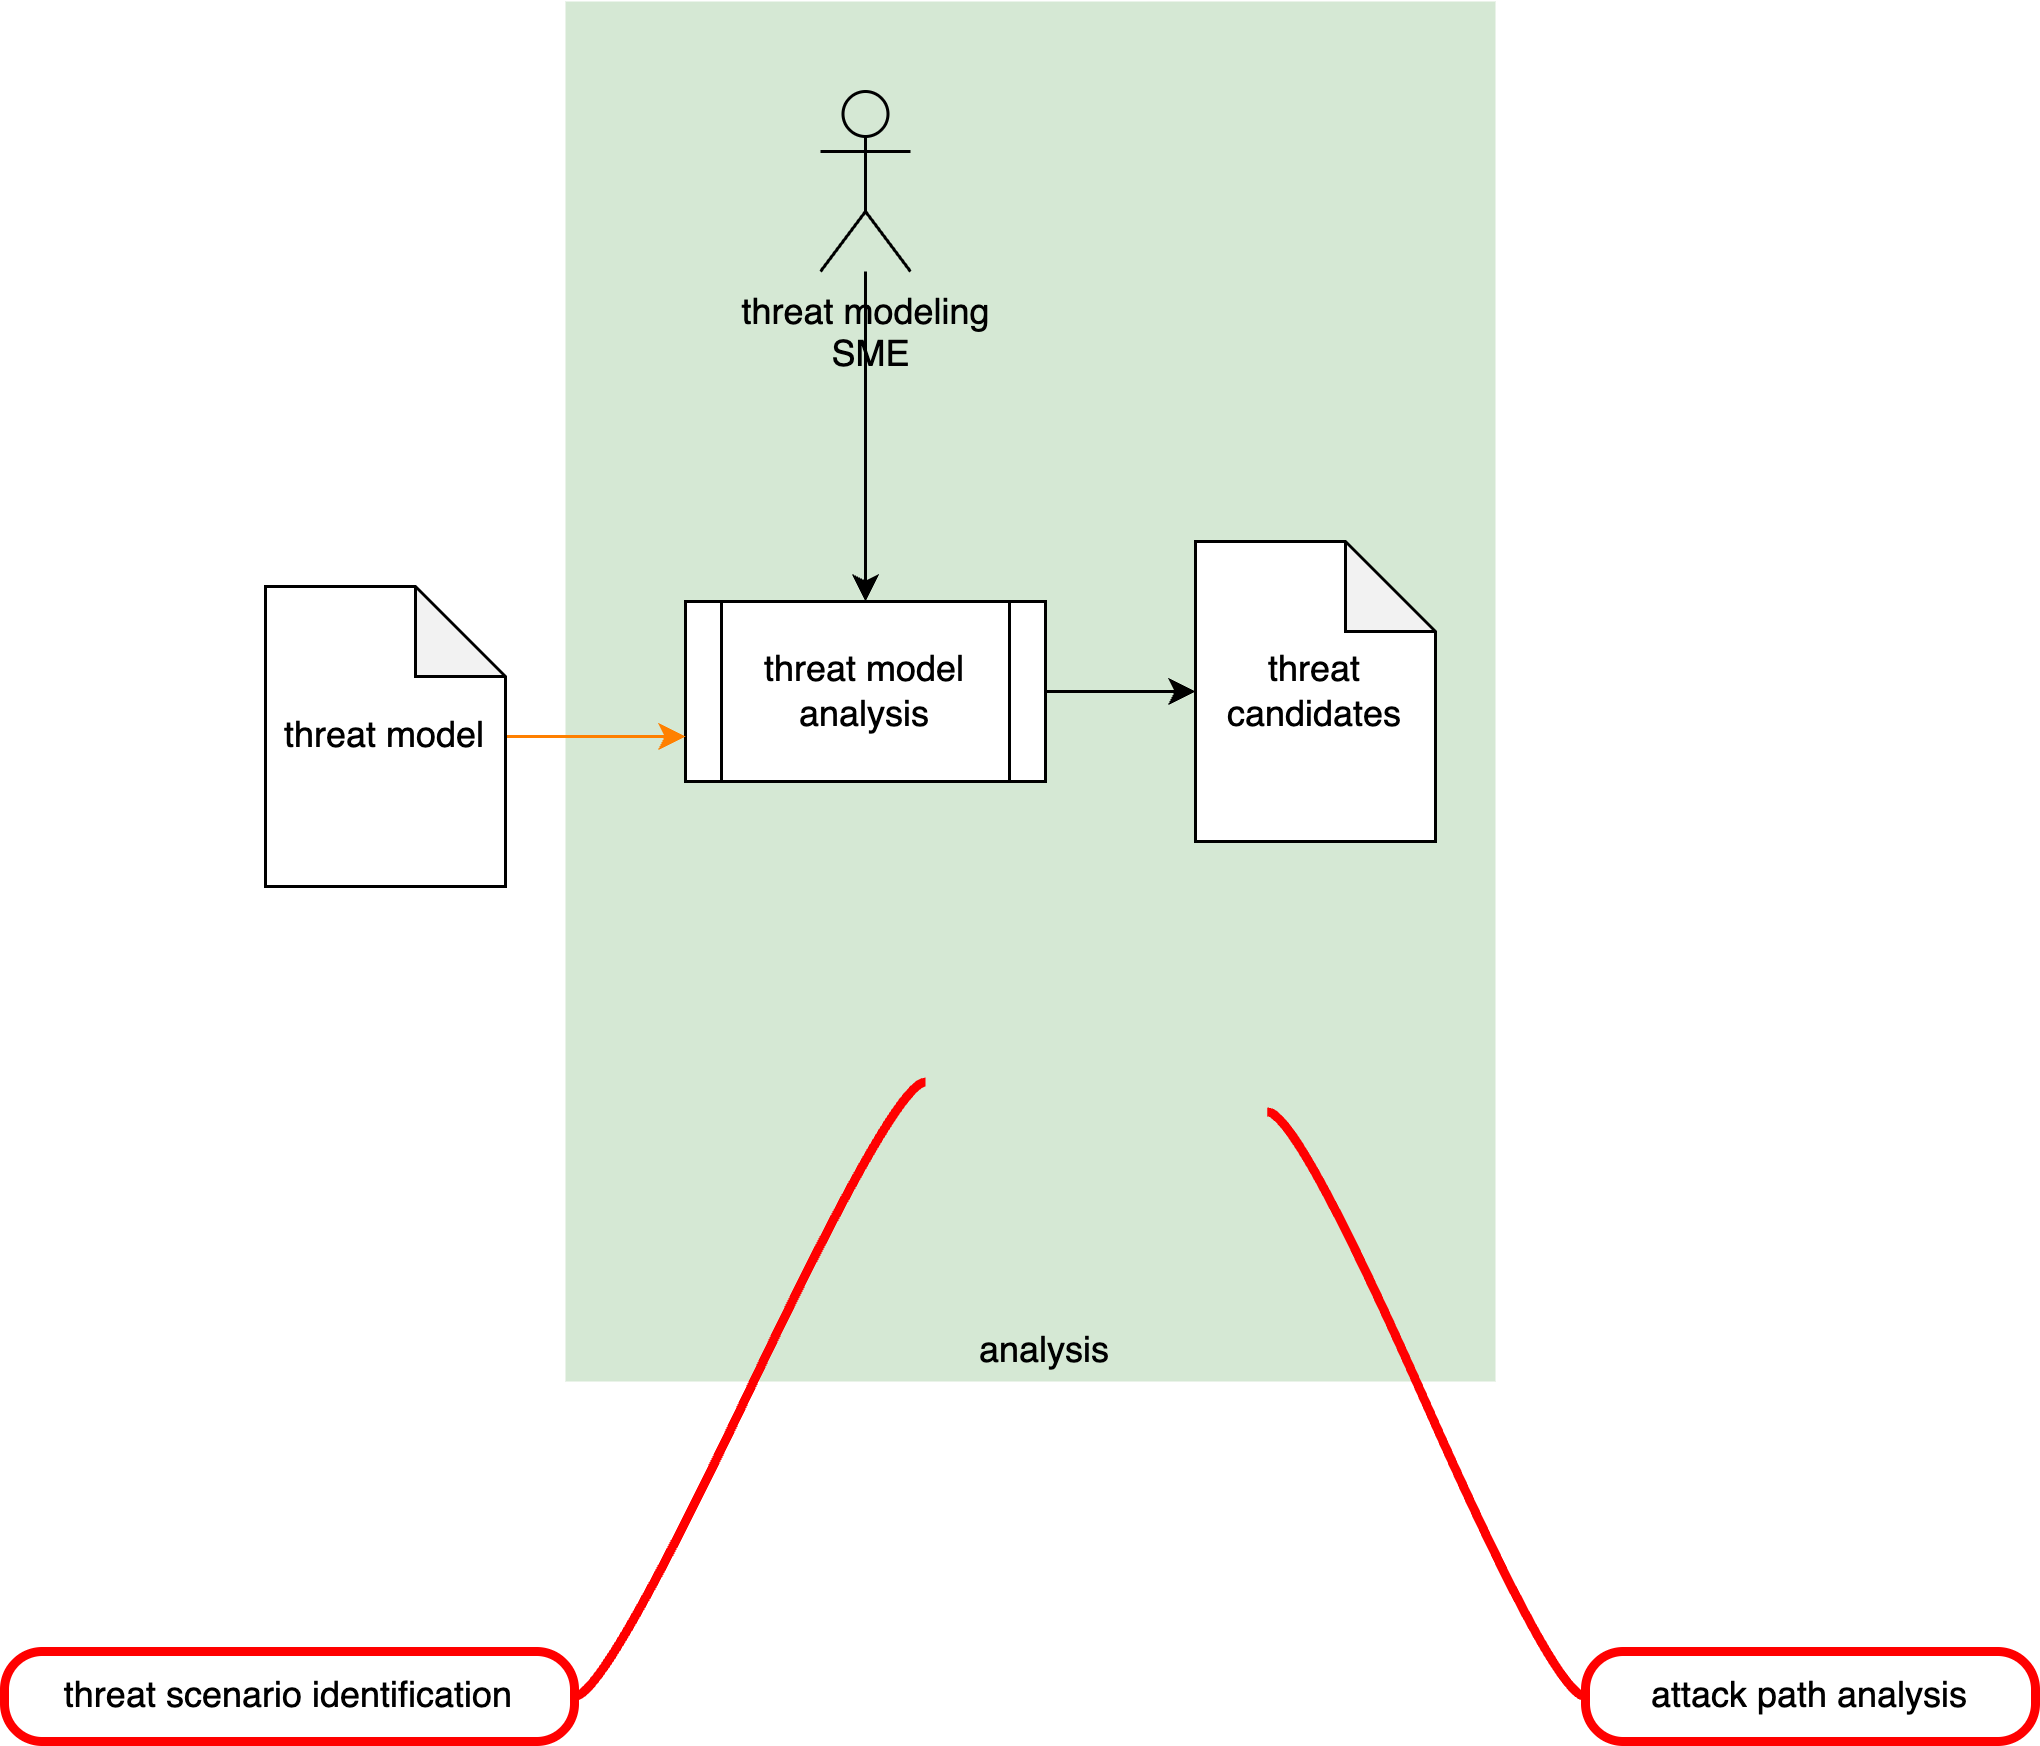 threat modeling
SME
threat model
threat model
analysis
threat
candidates
analysis
threat scenario identification
attack path analysis